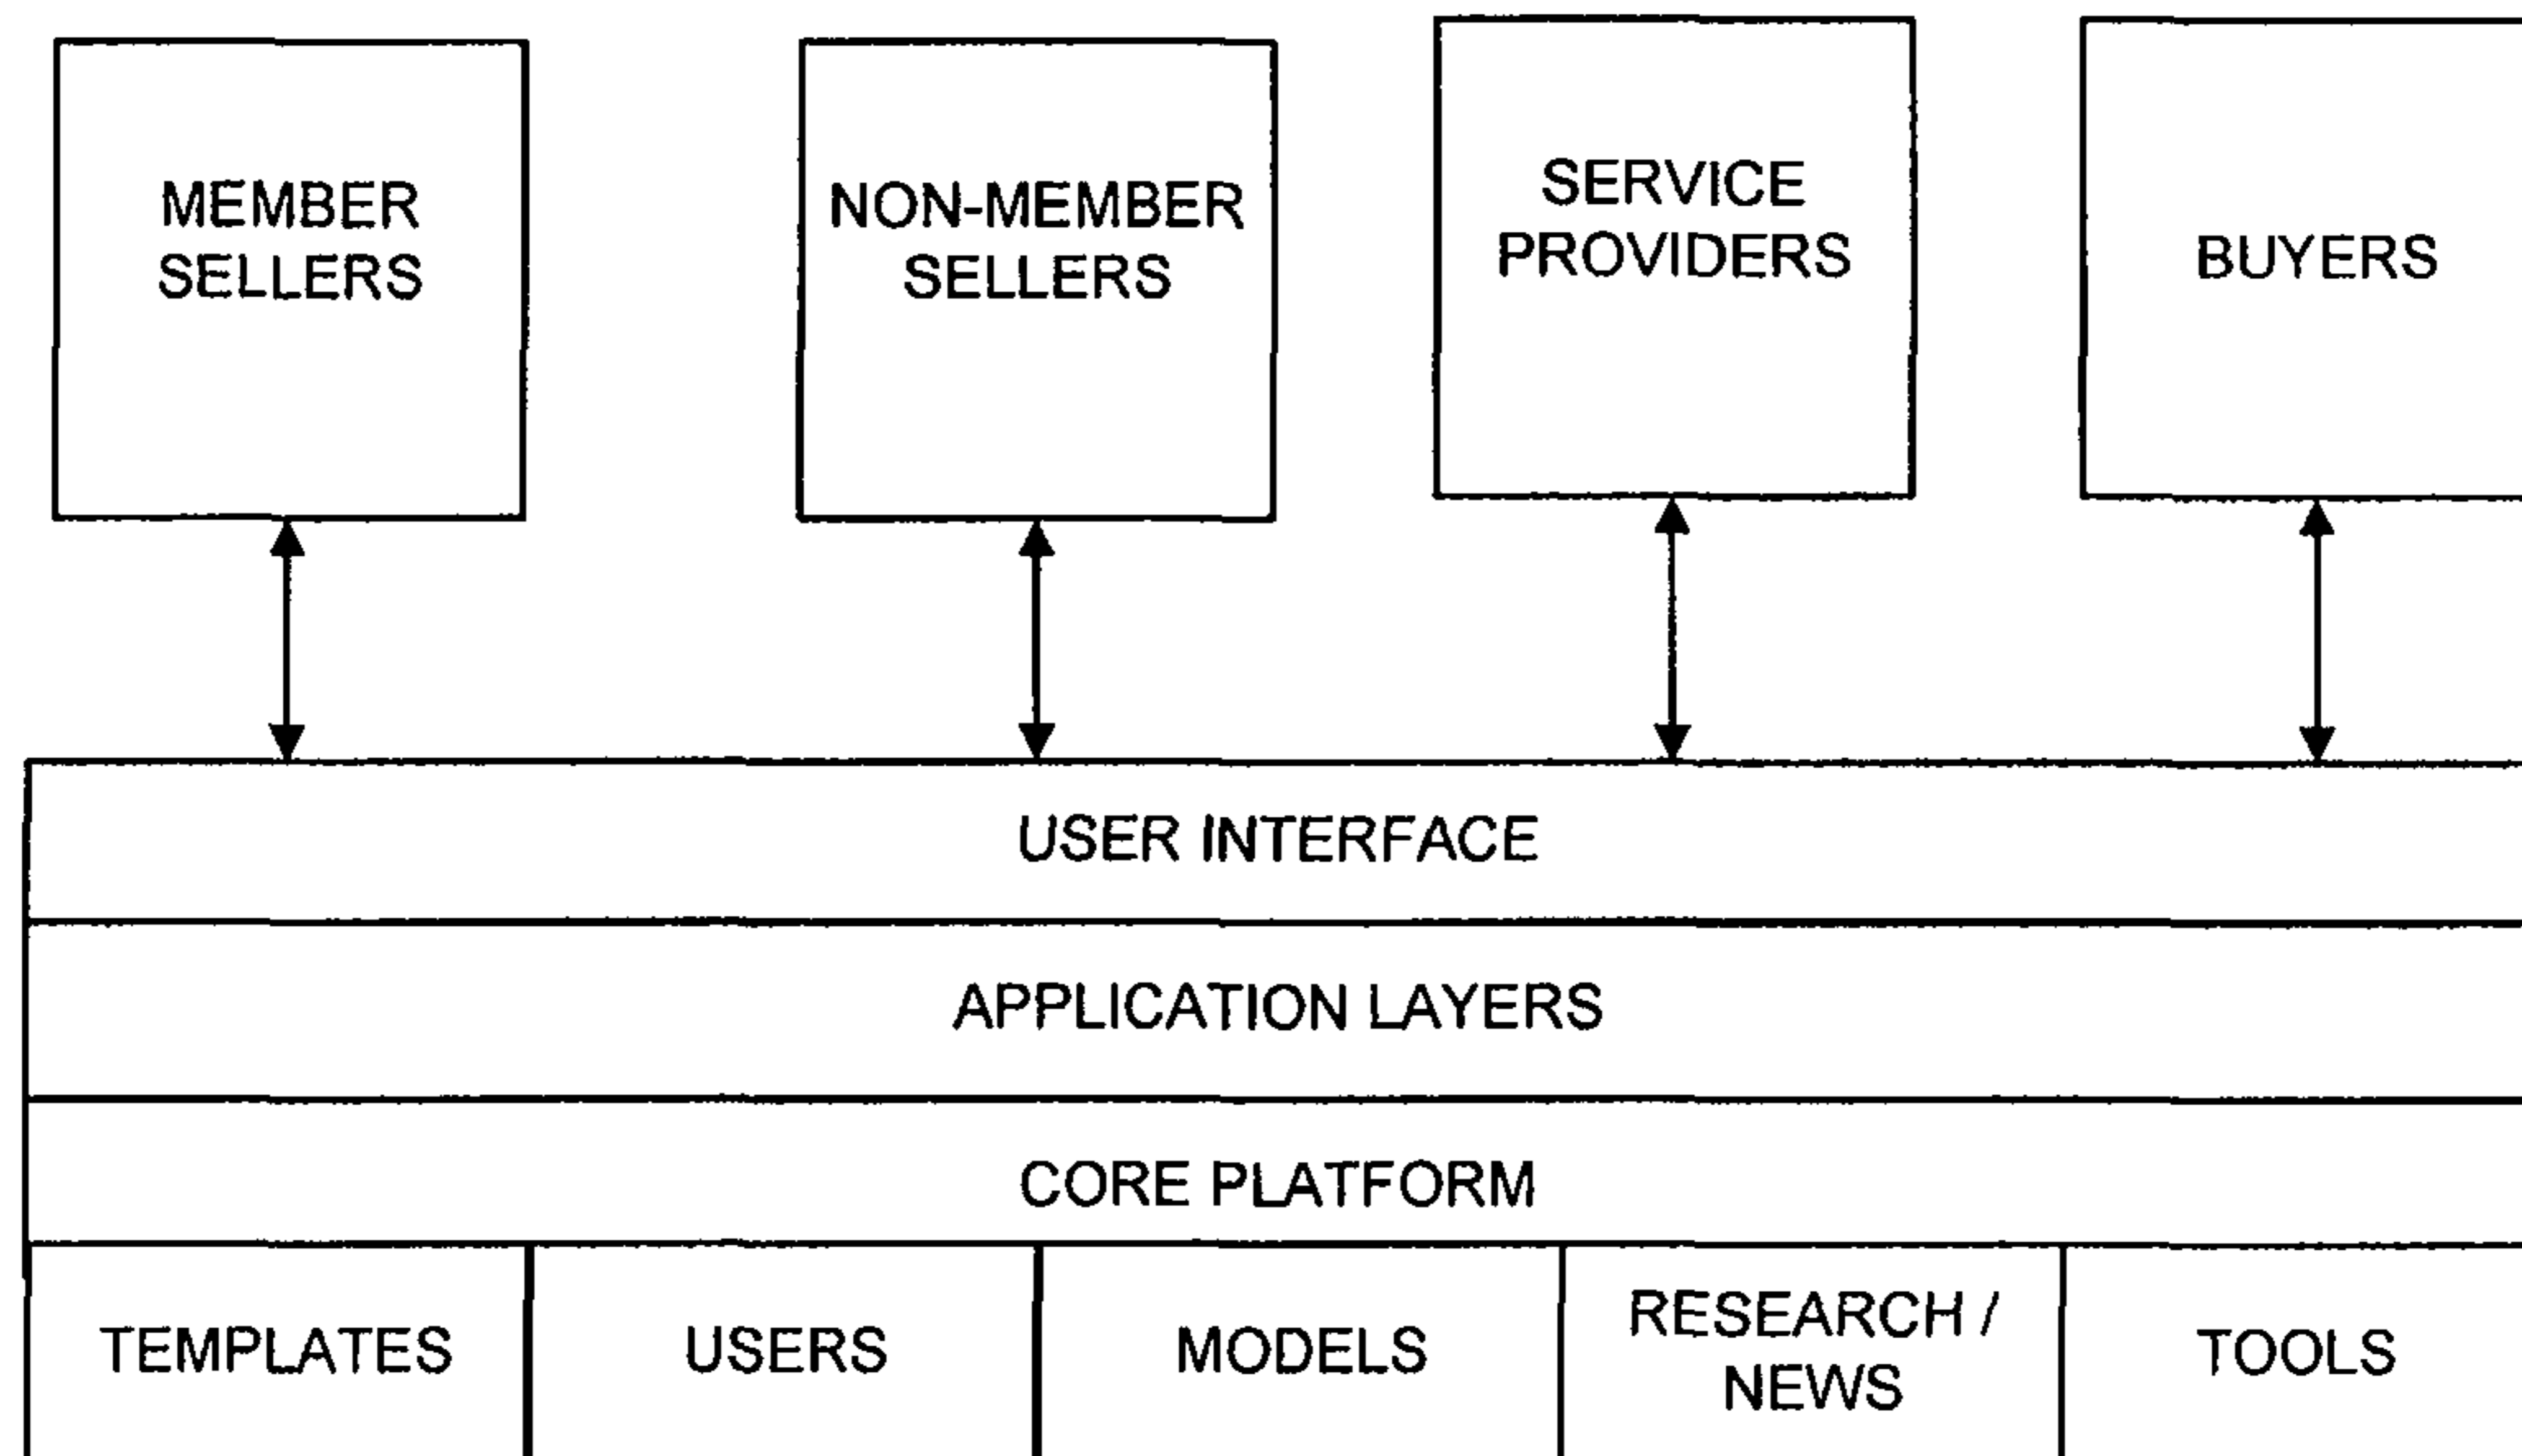 MEMBER
SELLERS
NON-MEMBER
SELLERS
SERVICE
PROVIDERS
BUYERS
USER INTERFACE
APPLICATION LAYERS
CORE PLATFORM
TEMPLATES
USERS
MODELS
RESEARCH /
NEWS
TOOLS